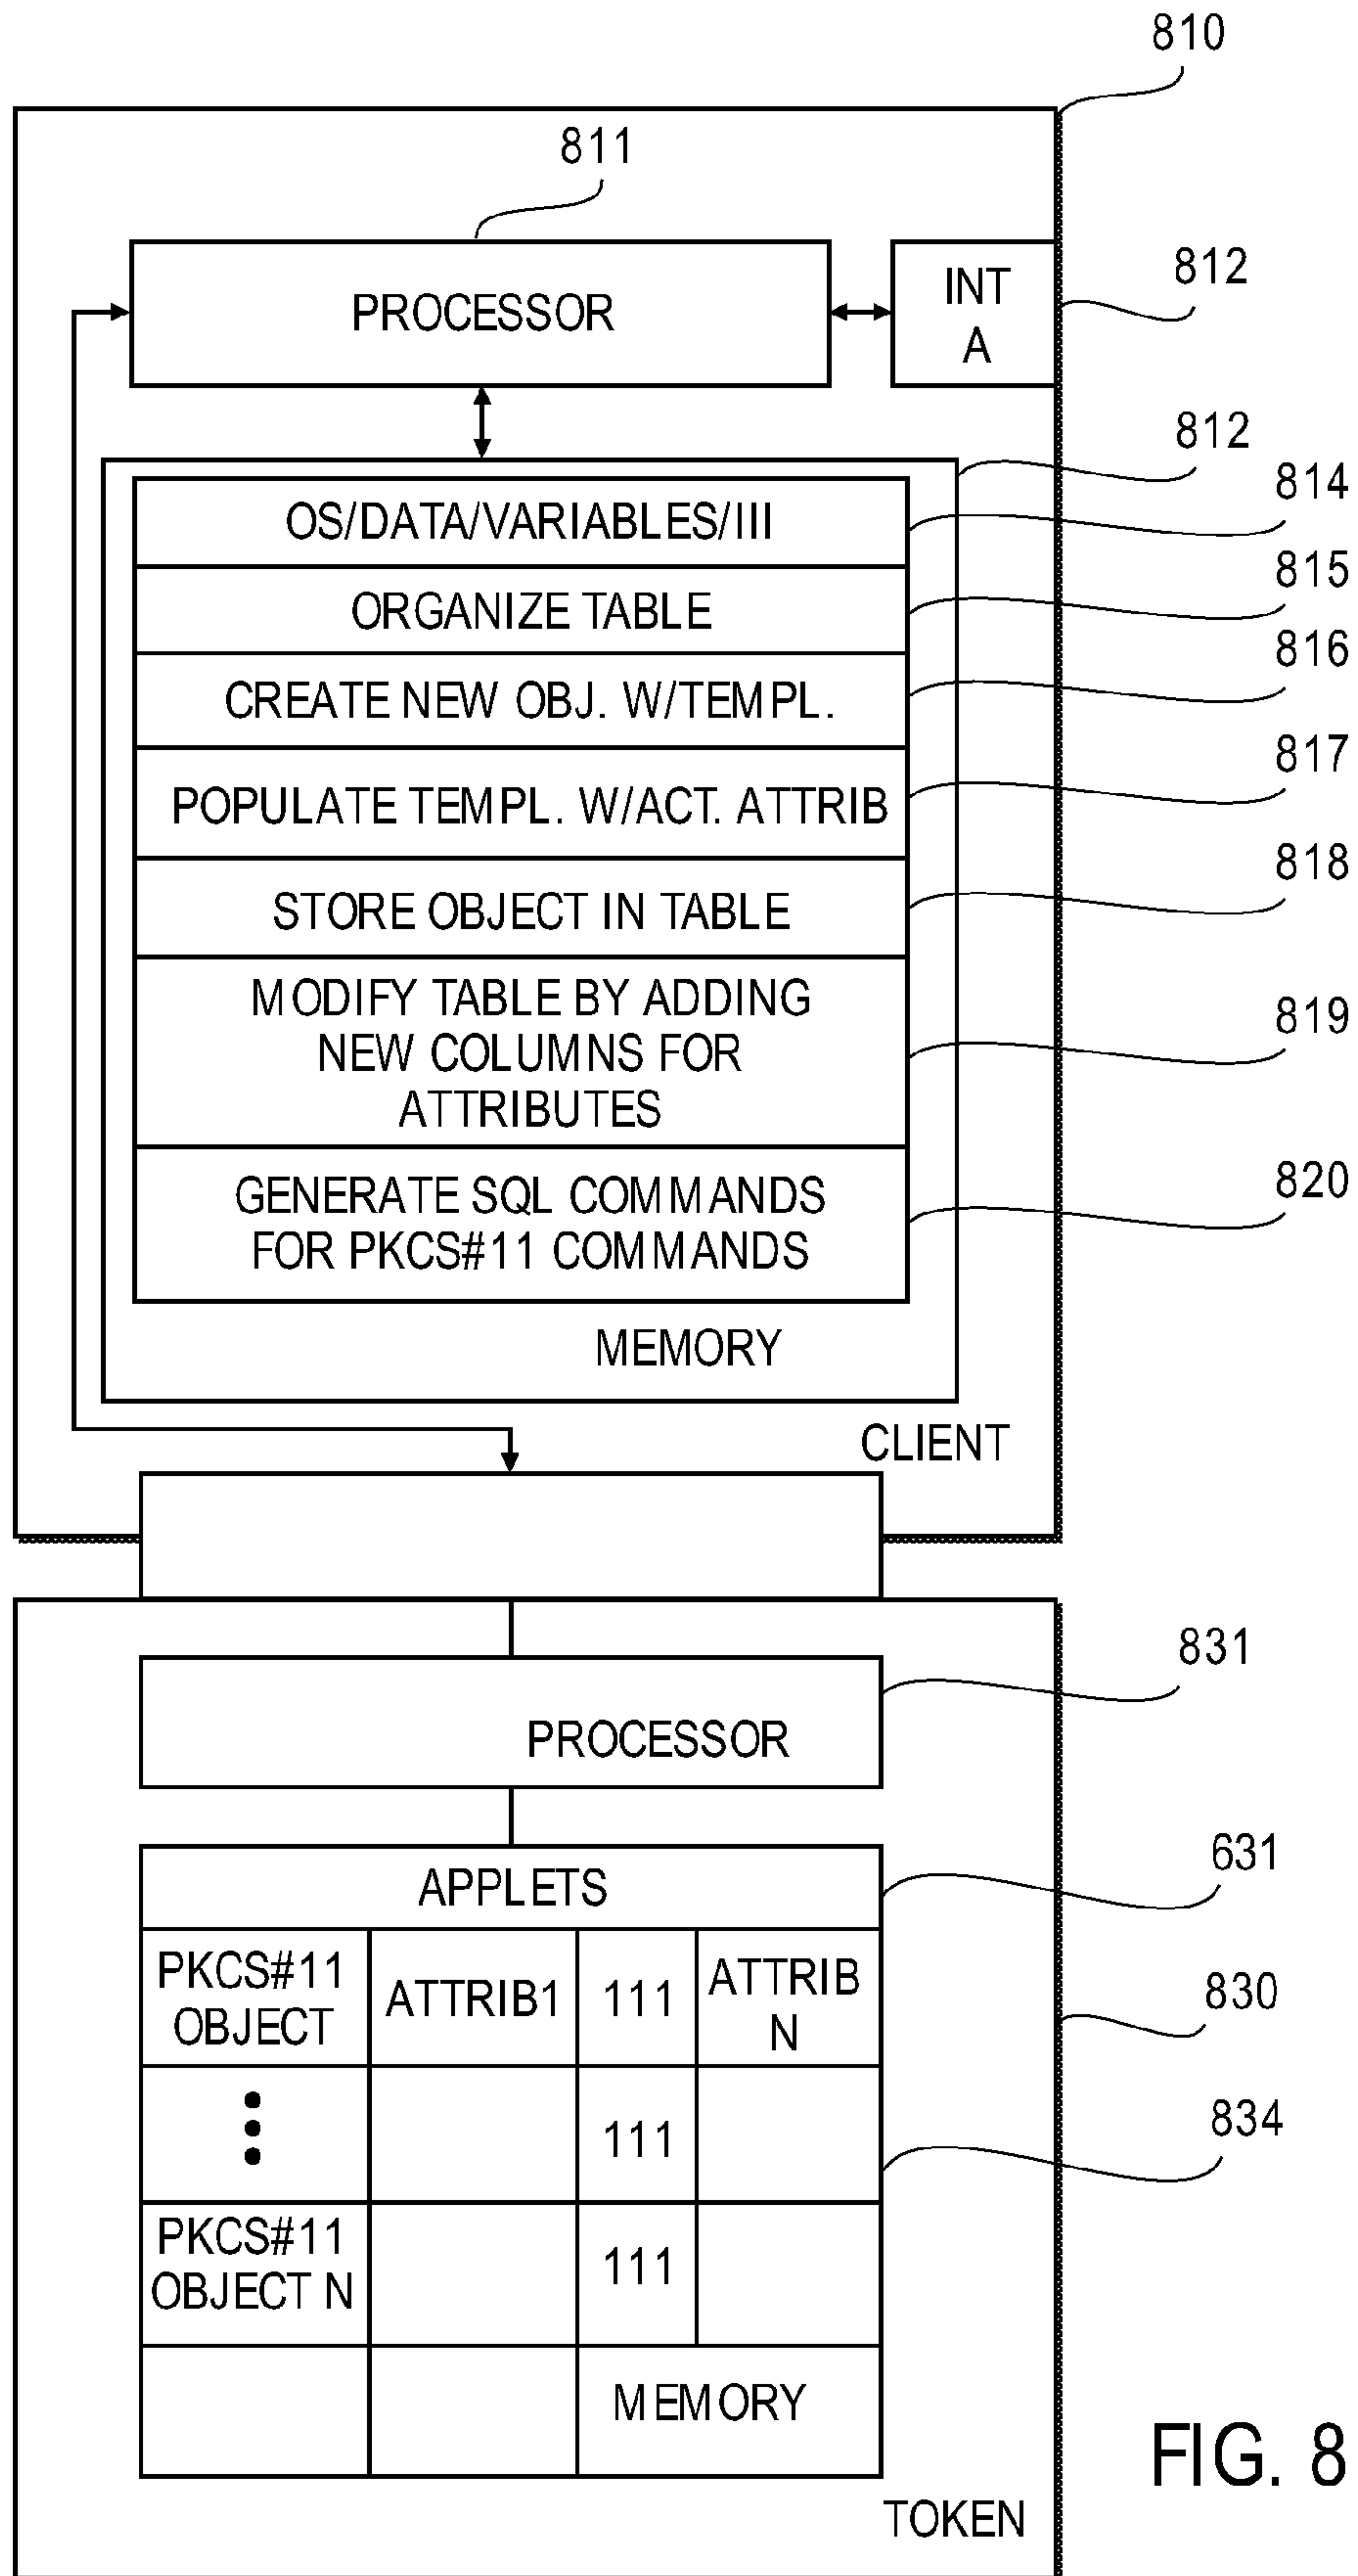 810
811
PROCESSOR
INT
A
812
812
OS/DATA/VARIABLES/III
814
ORGANIZE TABLE
815
CREATE NEW OBJ. W/TEMPL.
816
POPULATE TEMPL. W/ACT. ATTRIB
817
STORE OBJECT IN TABLE
818
MODIFY TABLE BY ADDING
NEW COLUMNS FOR
ATTRIBUTES
819
GENERATE SQL COMMANDS
FOR PKCS#11 COMMANDS
820
MEMORY
CLIENT
PROCESSOR
831
APPLETS
631
PKCS#11
OBJECT
ATTRIB1
111
ATTRIB
N
830
111
834
PKCS#11
OBJECT N
111
MEMORY
TOKEN
FIG. 8